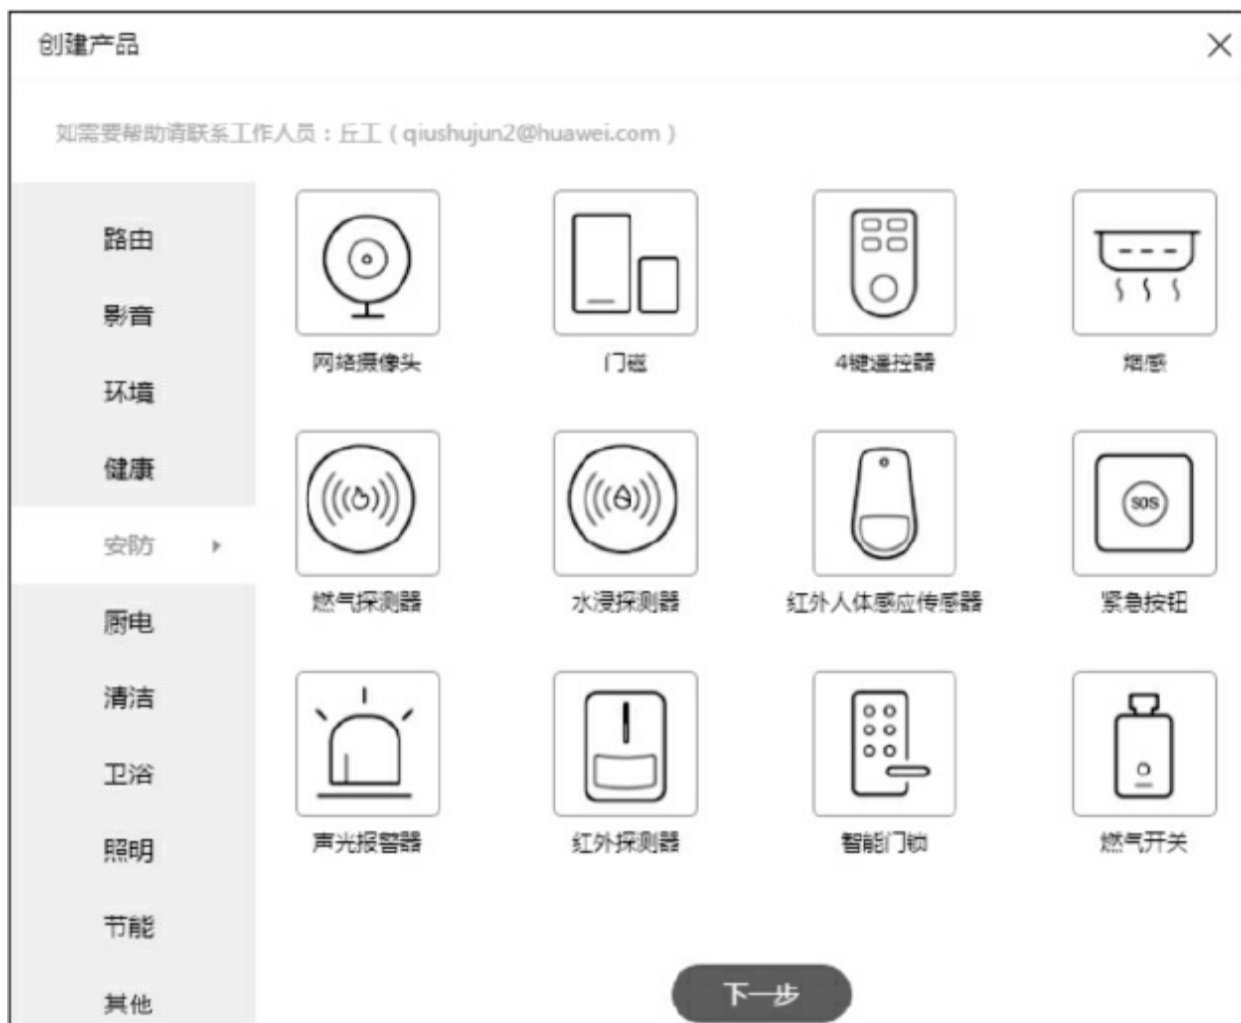 创建产品
如需要帮助请联系工作人员：丘工（qiushujun2@huawei.com）
路由
影音
环境
健康
安防
厨电
清洁
卫浴
照明
节能
其他
网络摄像头
门磁
4键遥控器
烟感
燃气探测器
水浸探测器
红外人体感应传感器
SOS
紧急按钮
声光报警器
红外探测器
智能门锁
燃气开关
下一步